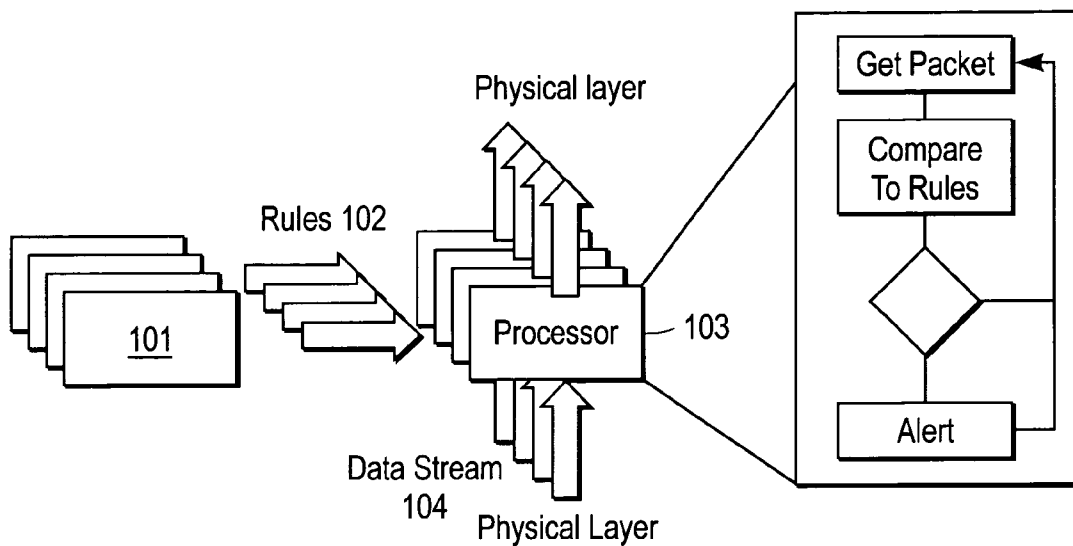 Physical layer
Rules 102
101
Processor
103
Data Stream
104
Physical Layer
Get Packet
Compare
To Rules
Alert